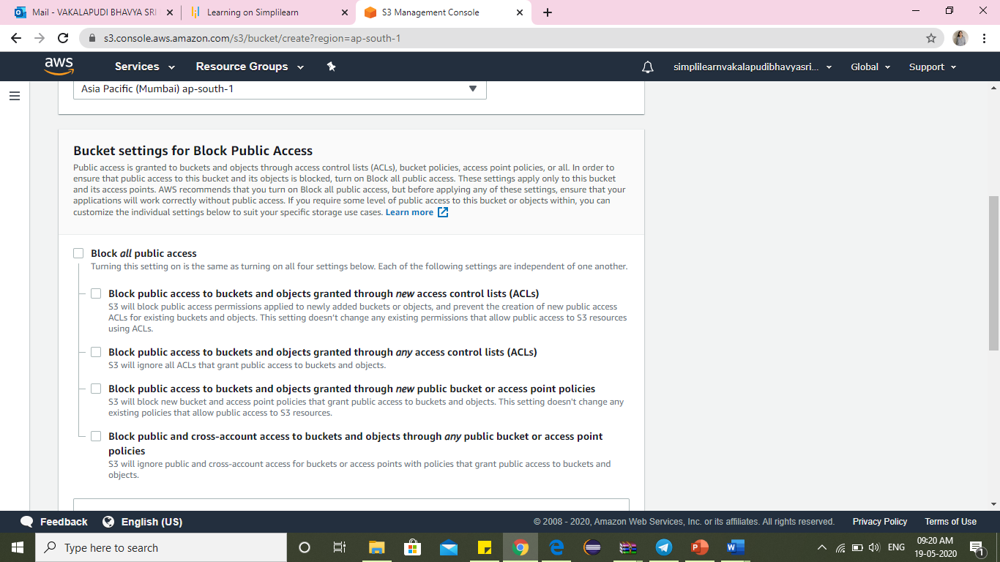 Mail - VAKALAPUDI BHAVYA SRI
Learning on Simplilearn
S3 Management Console
s3.console.aws.amazon.com/s3/bucket/create?region=ap-south-1
aws
Services
Resource Groups
simplilearnvakalapudibhavyasri...
Global
Support
Asia Pacific (Mumbai) ap-south-1
Bucket settings for Block Public Access
Public access is granted to buckets and objects through access control lists (ACLs), bucket policies, access point policies, or all. In order to
ensure that public access to this bucket and its objects is blocked, turn on Block all public access. These settings apply only to this bucket
and its access points. AWS recommends that you turn on Block all public access, but before applying any of these settings, ensure that your
applications will work correctly without public access. If you require some level of public access to this bucket or objects within, you can
customize the individual settings below to suit your specific storage use cases. Learn more
Block all public access
Turning this setting on is the same as turning on all four settings below. Each of the following settings are independent of one another.
Block public access to buckets and objects granted through new access control lists (ACLs)
S3 will block public access permissions applied to newly added buckets or objects, and prevent the creation of new public access
ACLs for existing buckets and objects. This setting doesn't change any existing permissions that allow public access to S3 resources
using ACLs.
Block public access to buckets and objects granted through any access control lists (ACLs)
S3 will ignore all ACLs that grant public access to buckets and objects.
Block public access to buckets and objects granted through new public bucket or access point policies
S3 will block new bucket and access point policies that grant public access to buckets and objects. This setting doesn't change any
existing policies that allow public access to S3 resources.
Block public and cross-account access to buckets and objects through any public bucket or access point
policies
S3 will ignore public and cross-account access for buckets or access points with policies that grant public access to buckets and
objects.
Feedback
English (US)
© 2008 - 2020, Amazon Web Services, Inc. or its affiliates. All rights reserved.
Privacy Policy
Terms of Use
Type here to search
ENG
09:20 AM
19-05-2020
1